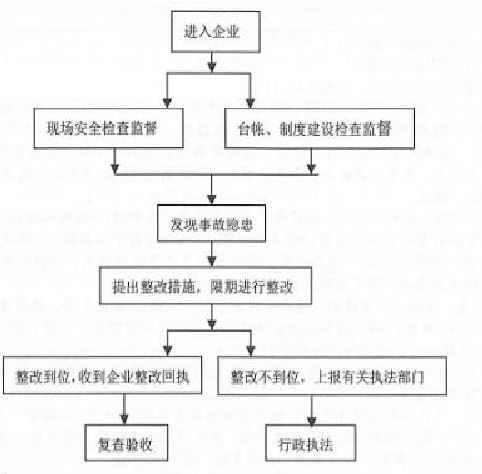 进入企业
现场安全检查监督
台帐、制度建设检查监督
发现事故隐患
提出整改措施，限期进行整改
整改到位，收到企业整改回执
整改不到位，上报有关执法部门
复查验收
行政执法